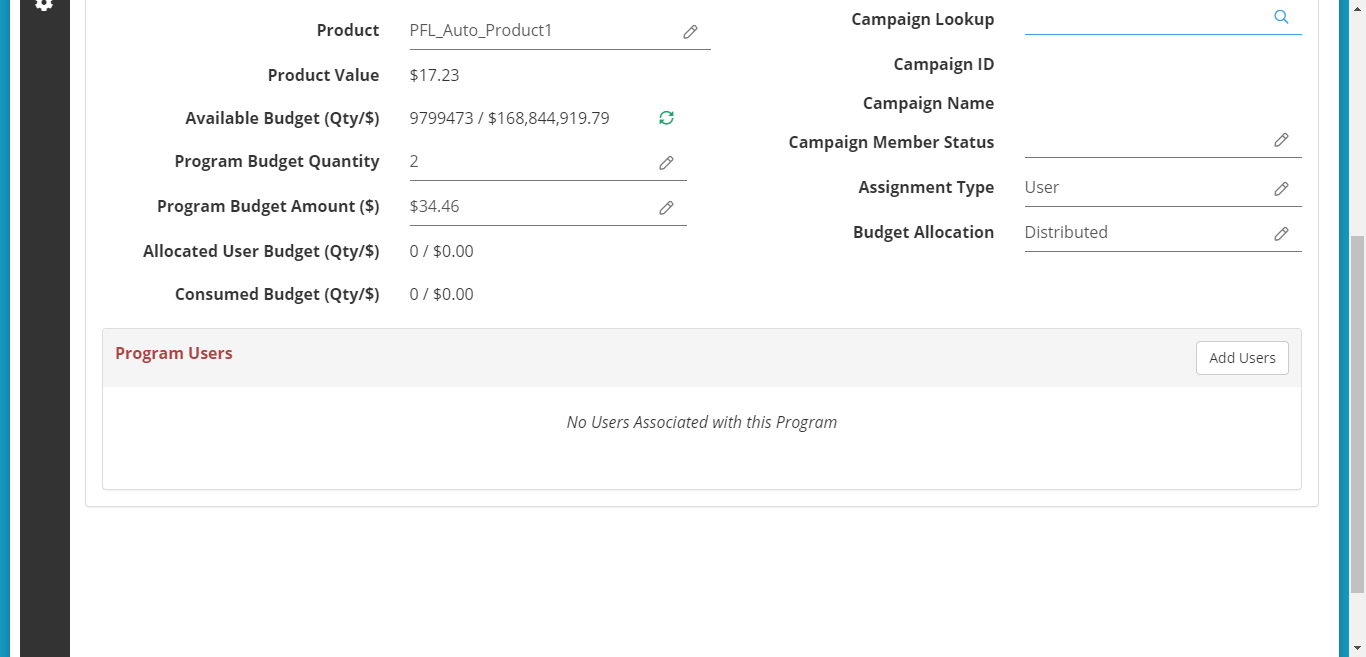 Product PFL_Auto_Product1
Product Value $17.23
Available Budget (Qty/$) 9799473 / $168,844,919.79
Program Budget Quantity 2
Program Budget Amount ($) $34.46
Allocated User Budget (Qty/$) 0 / $0.00
Consumed Budget (Qty/$) 0 / $0.00
Campaign Lookup
Campaign ID
Campaign Name
Campaign Member Status
Assignment Type User
Budget Allocation Distributed
Program Users
Add Users
No Users Associated with this Program